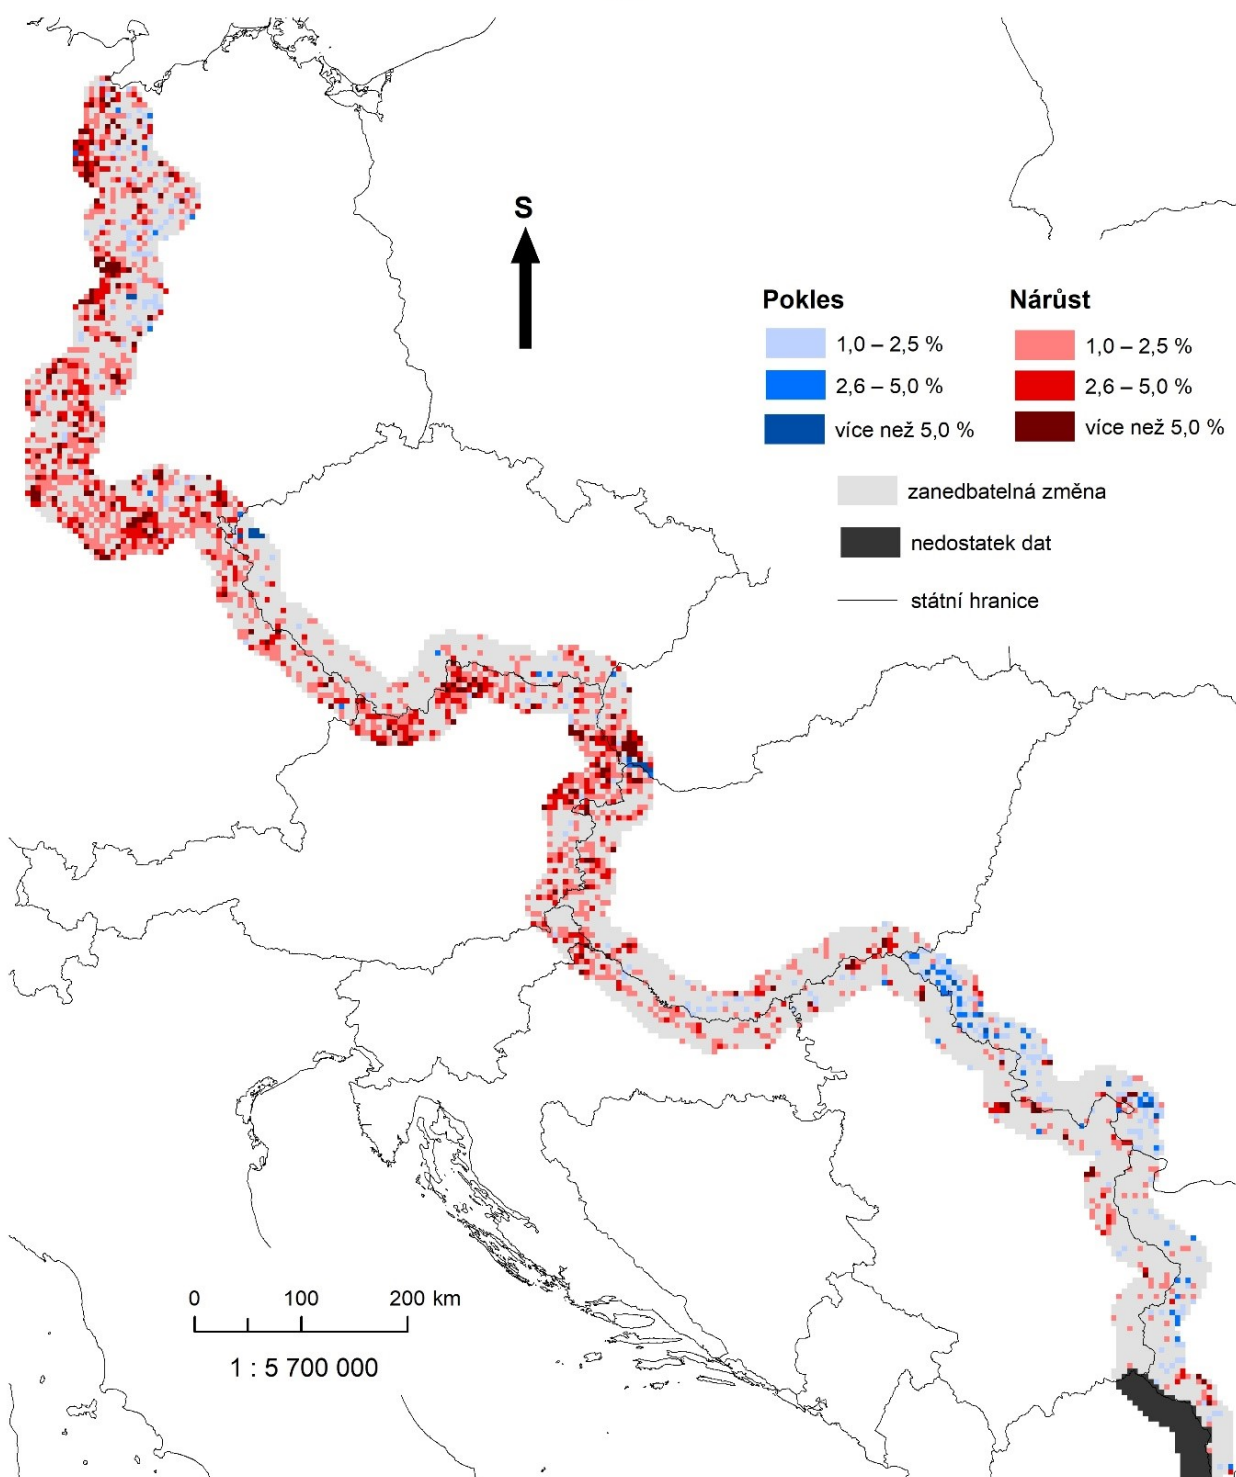 S
Pokles Nárůst
1,0 – 2,5 % 1,0 – 2,5 %
2,6 – 5,0 % 2,6 – 5,0 %
více než 5,0 % více než 5,0 %
zanedbatelná změna
nedostatek dat
státní hranice
0 100 200 km
1 : 5 700 000